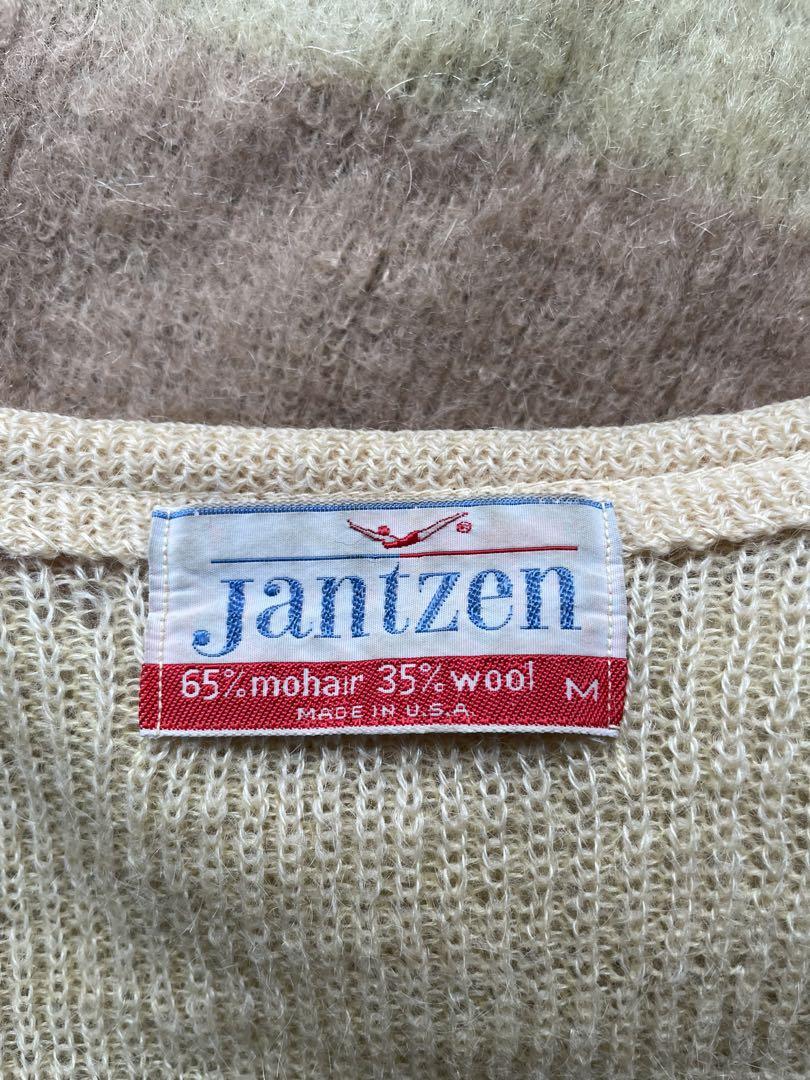 Jantzen
65% mohair 35% wool M
MADE IN U.S.A.